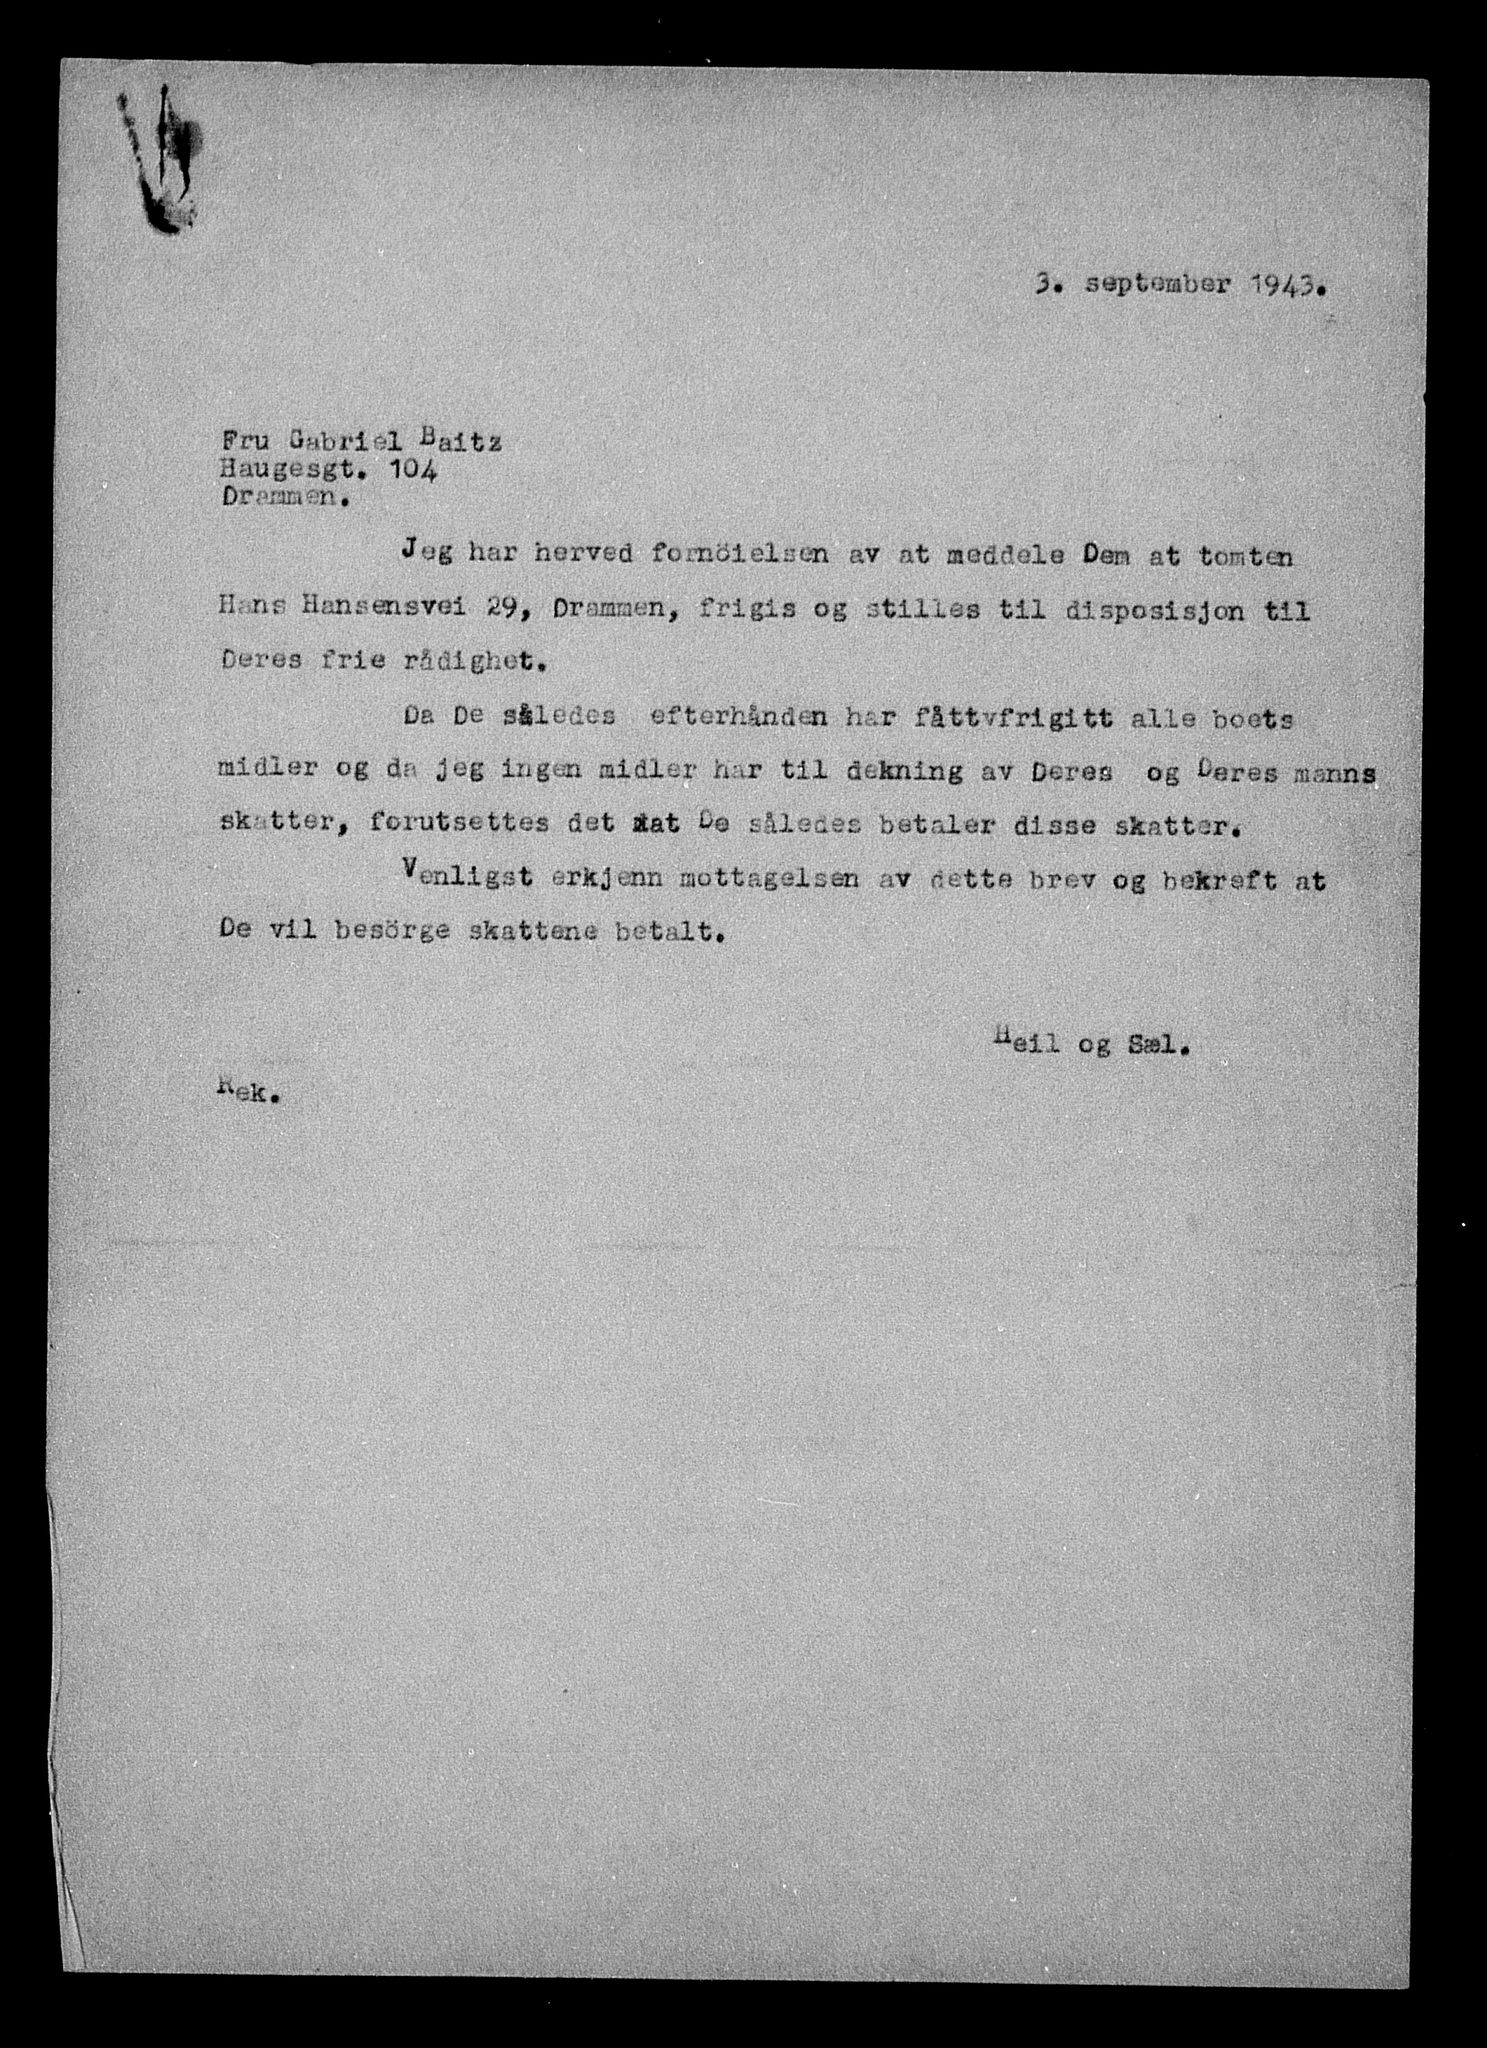 3. september 1943.
Fru Gabriel Baitz
Haugesgt. 104
Drammen.
Jeg har herved fornöielsen av at meddele Dem at tomten
Hans Hansensvei 29, Drammen, frigis og stilles til disposisjon til
Deres frie rådighet.
Da De således efterhånden har fåttvfrigitt alle boets
midler og da jeg ingen midler har til dekning av Deres og Deres manns
skatter, forutsettes det at De således betaler disse skatter.
Venligst erkjenn mottagelsen av dette brev og bekreft at
De vil besörge skattene betalt.
Heil og Sæl.
Rek.